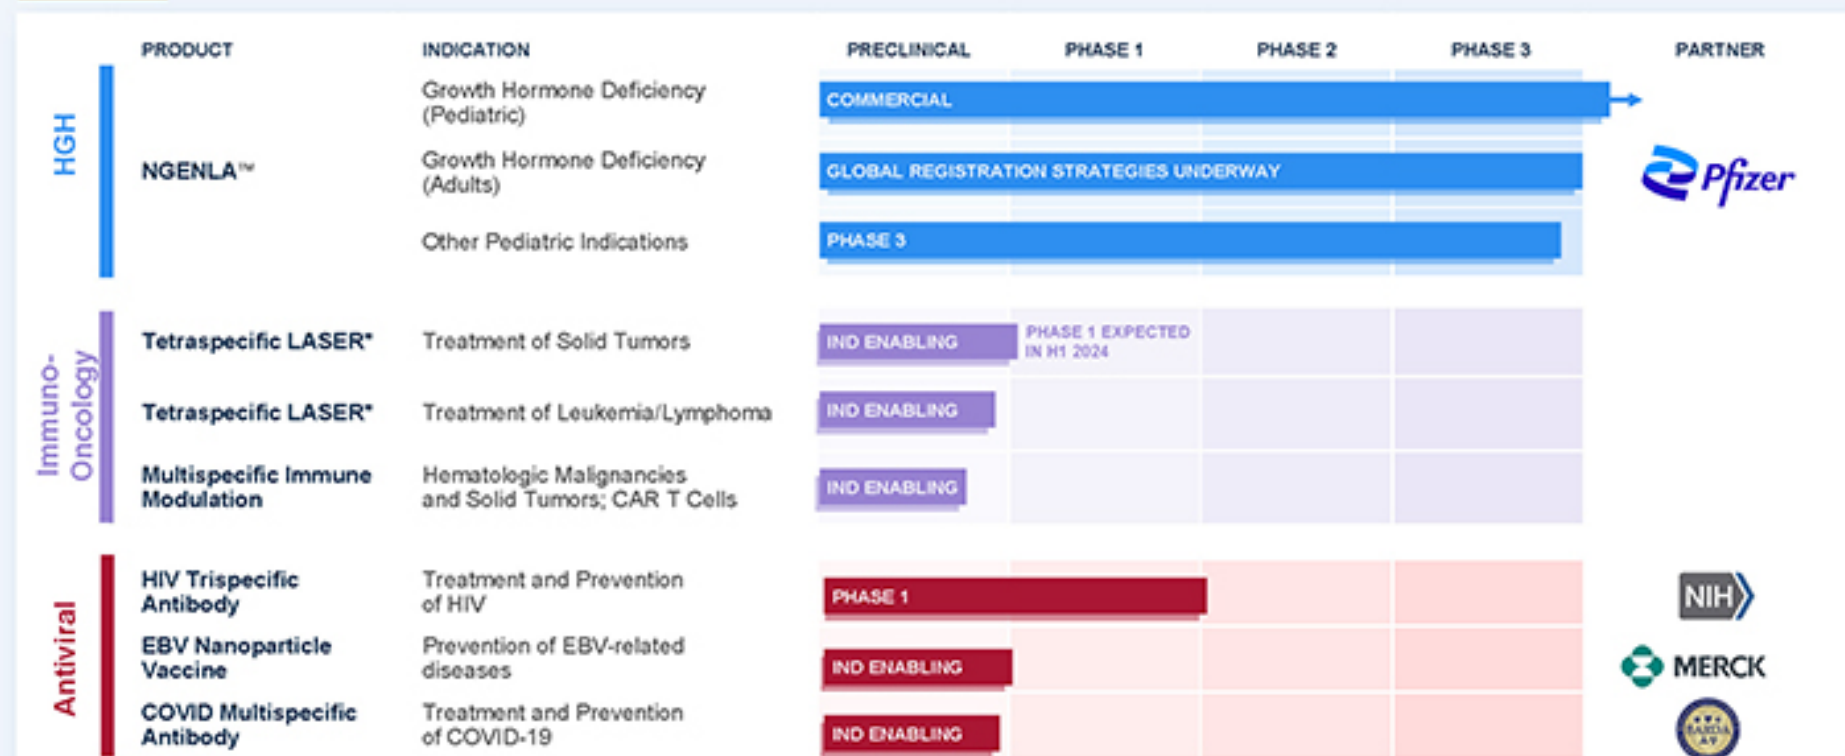 PRODUCT INDICATION PRECLINICAL PHASE 1 PHASE 2 PHASE 3 PARTNER
HGH
NGENLA™
Growth Hormone Deficiency
(Pediatric)
COMMERCIAL
Growth Hormone Deficiency
(Adults)
GLOBAL REGISTRATION STRATEGIES UNDERWAY
Pfizer
Other Pediatric Indications
PHASE 3
Immuno-
Oncology
Tetraspecific LASER*
Treatment of Solid Tumors
IND ENABLING
PHASE 1 EXPECTED
IN H1 2024
Tetraspecific LASER*
Treatment of Leukemia/Lymphoma
IND ENABLING
Multispecific Immune
Modulation
Hematologic Malignancies
and Solid Tumors; CAR T Cells
IND ENABLING
Antiviral
HIV Trispecific
Antibody
Treatment and Prevention
of HIV
PHASE 1
NIH
EBV Nanoparticle
Vaccine
Prevention of EBV-related
diseases
IND ENABLING
MERCK
COVID Multispecific
Antibody
Treatment and Prevention
of COVID-19
IND ENABLING
BARDA